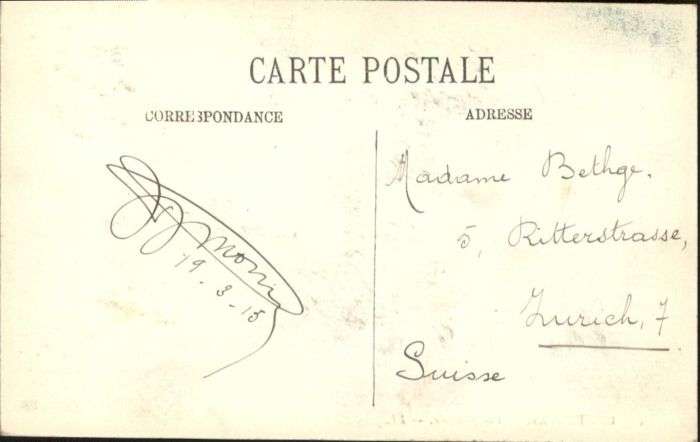 CARTE POSTALE
CORRESPONDANCE
ADRESSE
19.3.15
Madame Bethge.
5, Ritterstrasse,
Zurich, 7
Suisse